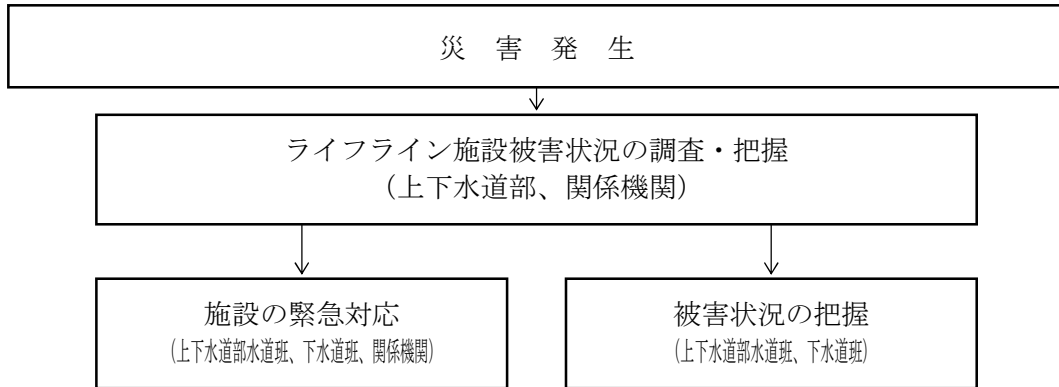 災 害 発 生
ライフライン施設被害状況の調査・把握
（上下水道部、関係機関）
施設の緊急対応
（上下水道部水道班、下水道班、関係機関）
被害状況の把握
（上下水道部水道班、下水道班）